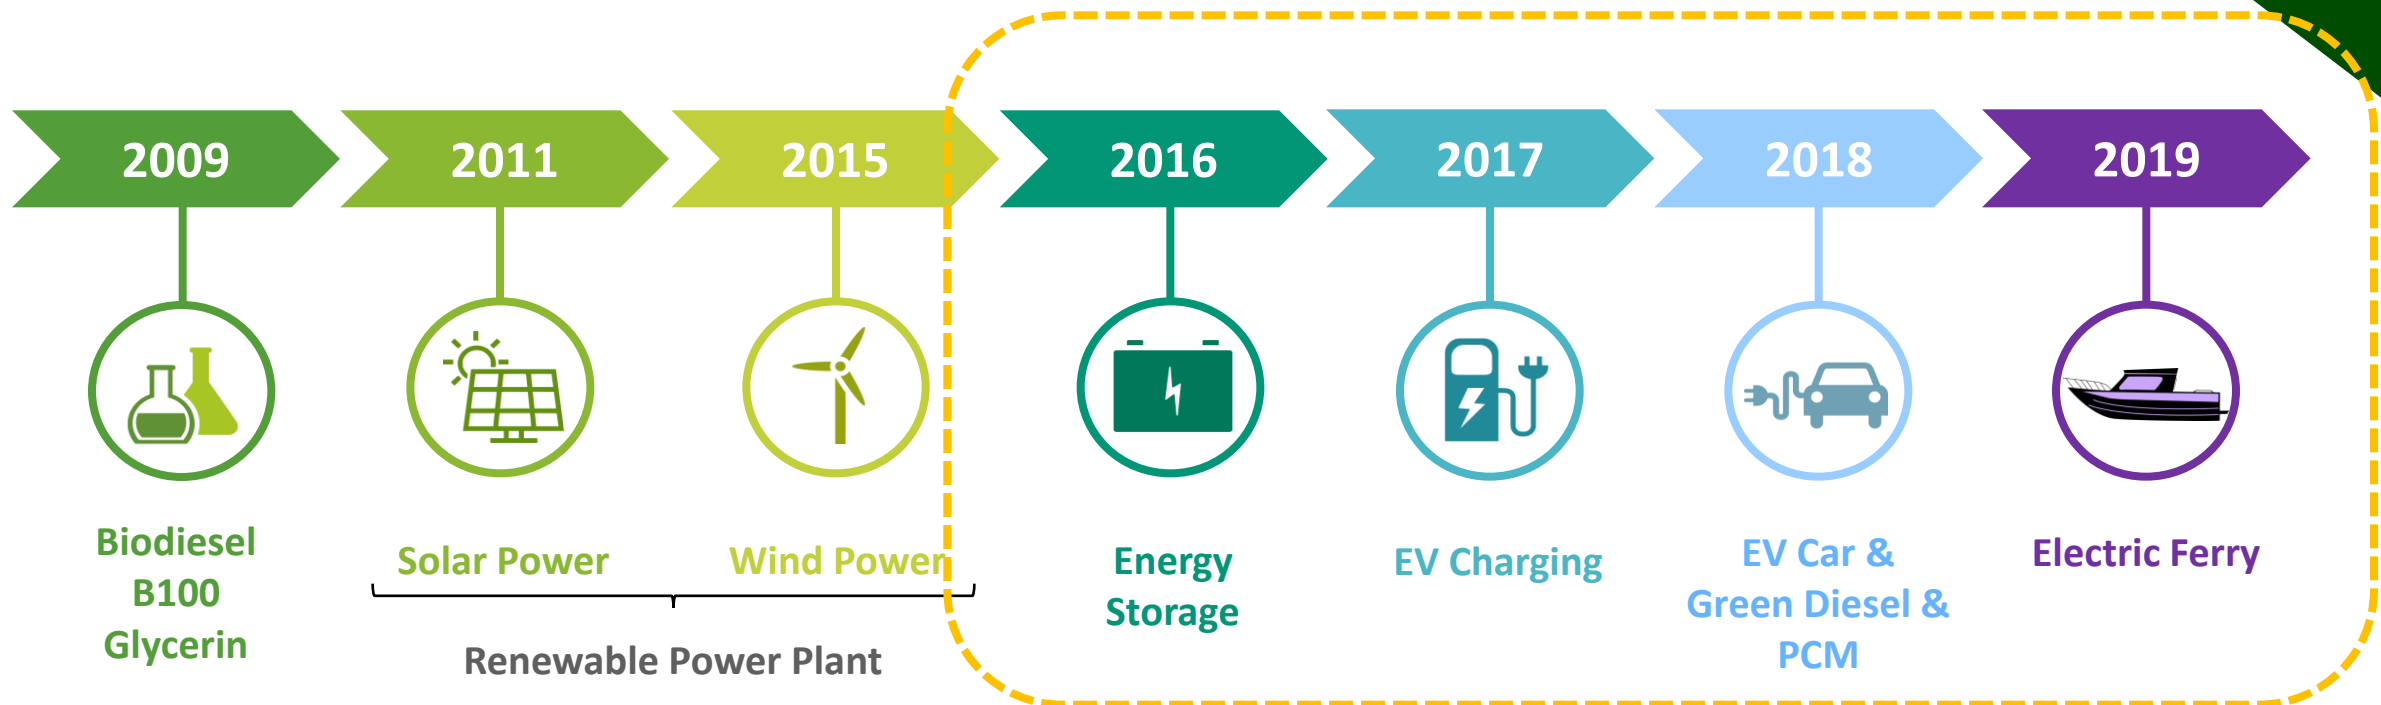 2009
2011
2015
2016
2017
2018
2019
Biodiesel
B100
Glycerin
Solar Power
Wind Power
Renewable Power Plant
Energy
Storage
EV Charging
EV Car &
Green Diesel &
PCM
Electric Ferry